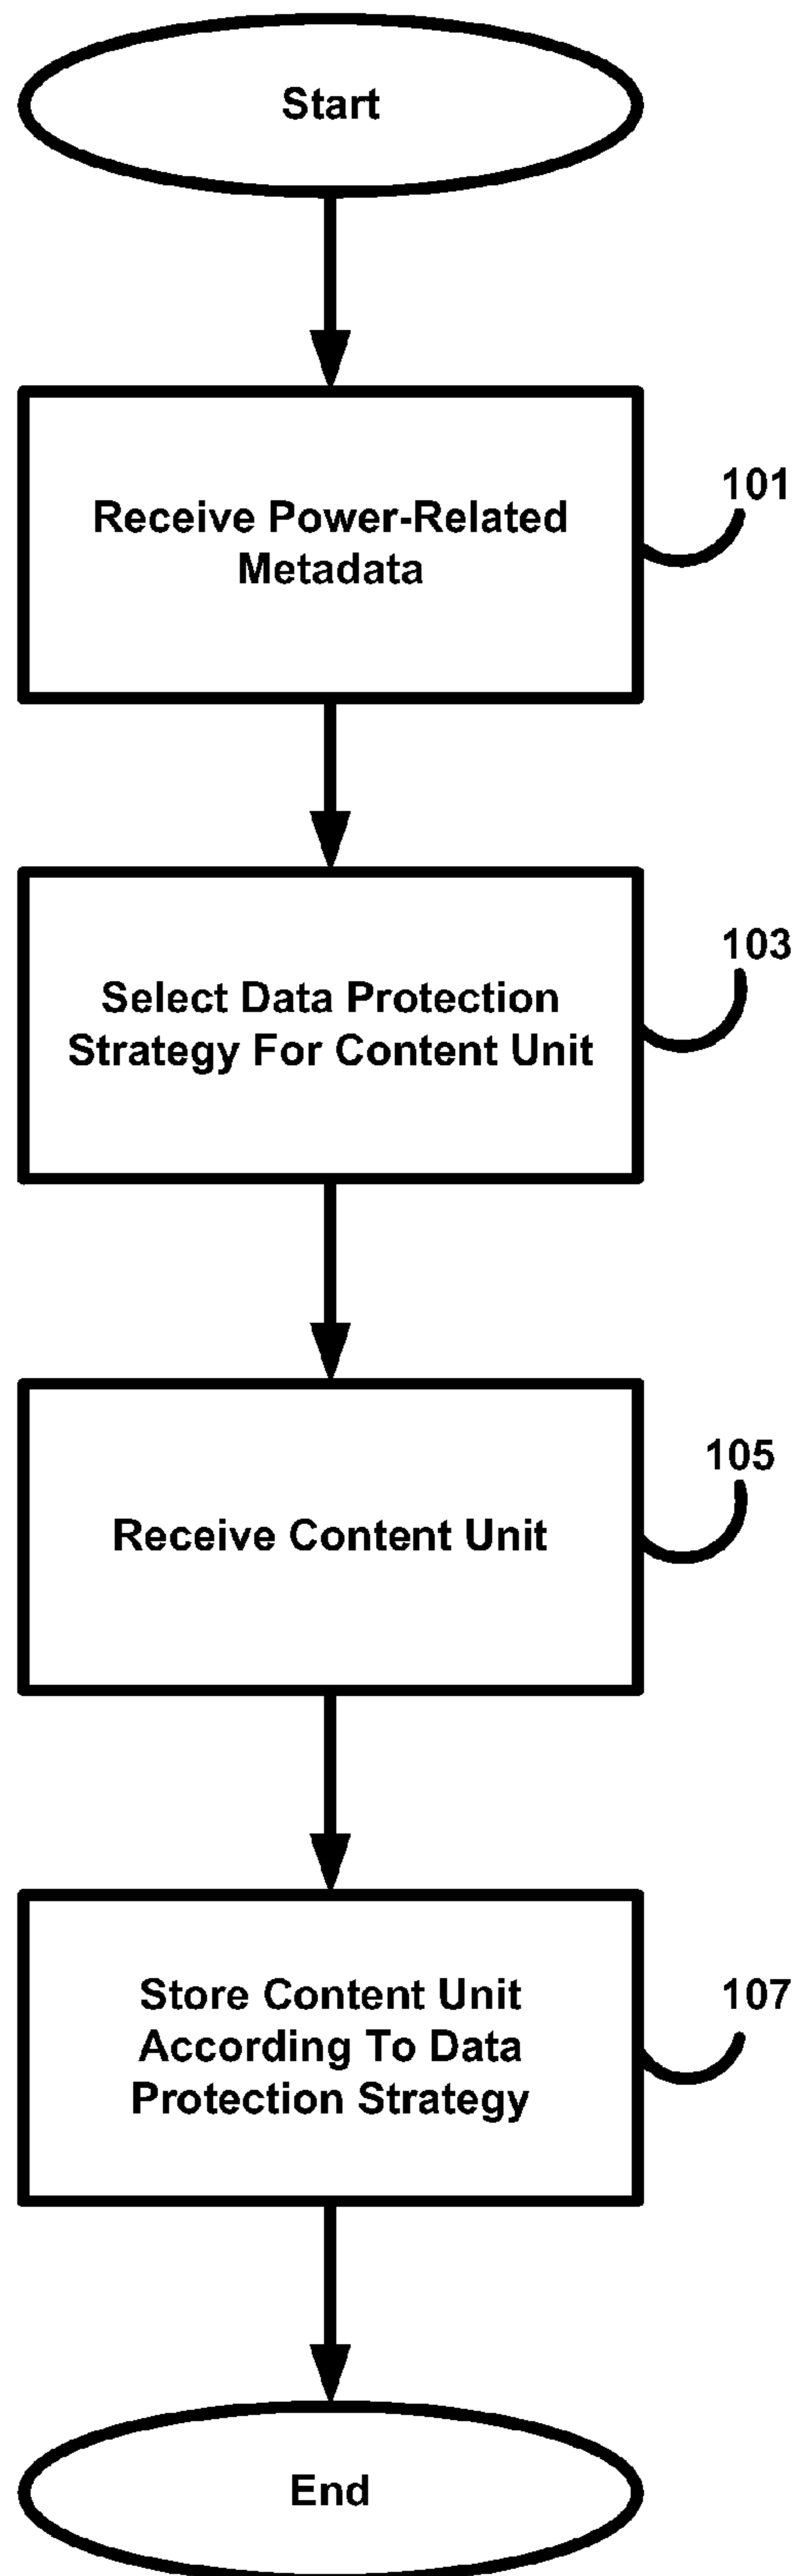 Start
Receive Power-Related
Metadata
101
Select Data Protection
Strategy For Content Unit
103
Receive Content Unit
105
Store Content Unit
According To Data
Protection Strategy
107
End